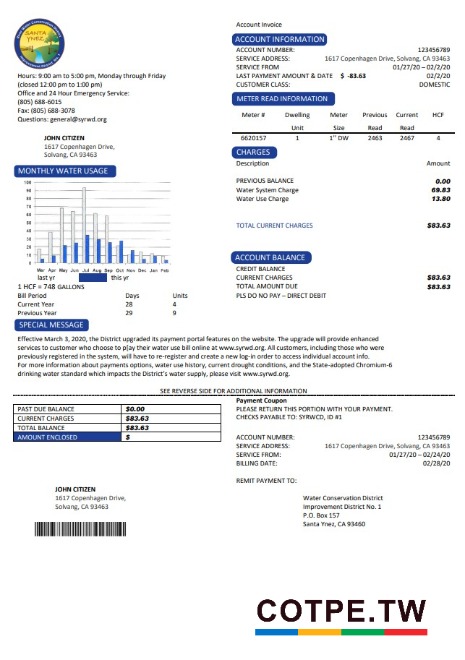 SANTA
YNEZ
Hours: 9:00 am to 5:00 pm, Monday through Friday
(closed 12:00 pm to 1:00 pm)
Office and 24 Hour Emergency Service:
(805) 688-6015
Fax: (805) 688-3078
Questions: general@syrwd.org
JOHN CITIZEN
1617 Copenhagen Drive,
Solvang, CA 93463
Account Invoice
ACCOUNT INFORMATION
ACCOUNT NUMBER: 123456789
SERVICE ADDRESS: 1617 Copenhagen Drive, Solvang, CA 93463
SERVICE FROM 01/27/20 – 02/2/20
LAST PAYMENT AMOUNT & DATE $ -83.63 02/2/20
CUSTOMER CLASS: DOMESTIC
METER READ INFORMATION
Meter # Dwelling Meter Previous Current HCF
Unit Size Read Read
6620157 1 1" DW 2463 2467 4
CHARGES
Description Amount
PREVIOUS BALANCE 0.00
Water System Charge 69.83
Water Use Charge 13.80
TOTAL CURRENT CHARGES $83.63
ACCOUNT BALANCE
CREDIT BALANCE
CURRENT CHARGES $83.63
TOTAL AMOUNT DUE $83.63
PLS DO NO PAY – DIRECT DEBIT
MONTHLY WATER USAGE
100
90
80
70
60
50
40
30
20
10
0
Mar Apr May Jun Jul Aug Sep Oct Nov Dec Jan Feb
last yr this yr
1 HCF = 748 GALLONS
Bill Period Days Units
Current Year 28 4
Previous Year 29 9
SPECIAL MESSAGE
Effective March 3, 2020, the District upgraded its payment portal features on the website. The upgrade will provide enhanced
services to customer who choose to play their water use bill online at www.syrwd.org. All customers, including those who were
previously registered in the system, will have to re-register and create a new log-in order to access individual account info.
For more information about payments options, water use history, current drought conditions, and the State-adopted Chromium-6
drinking water standard which impacts the District's water supply, please visit www.syrwd.org.
SEE REVERSE SIDE FOR ADDITIONAL INFORMATION
PAST DUE BALANCE $0.00
CURRENT CHARGES $83.63
TOTAL BALANCE $83.63
AMOUNT ENCLOSED $
Payment Coupon
PLEASE RETURN THIS PORTION WITH YOUR PAYMENT.
CHECKS PAYABLE TO: SYRWCD, ID #1
ACCOUNT NUMBER: 123456789
SERVICE ADDRESS: 1617 Copenhagen Drive, Solvang, CA 93463
SERVICE FROM: 01/27/20 – 02/24/20
BILLING DATE: 02/28/20
REMIT PAYMENT TO:
JOHN CITIZEN
1617 Copenhagen Drive,
Solvang, CA 93463
Water Conservation District
Improvement District No. 1
P.O. Box 157
Santa Ynez, CA 93460
COTPE.TW